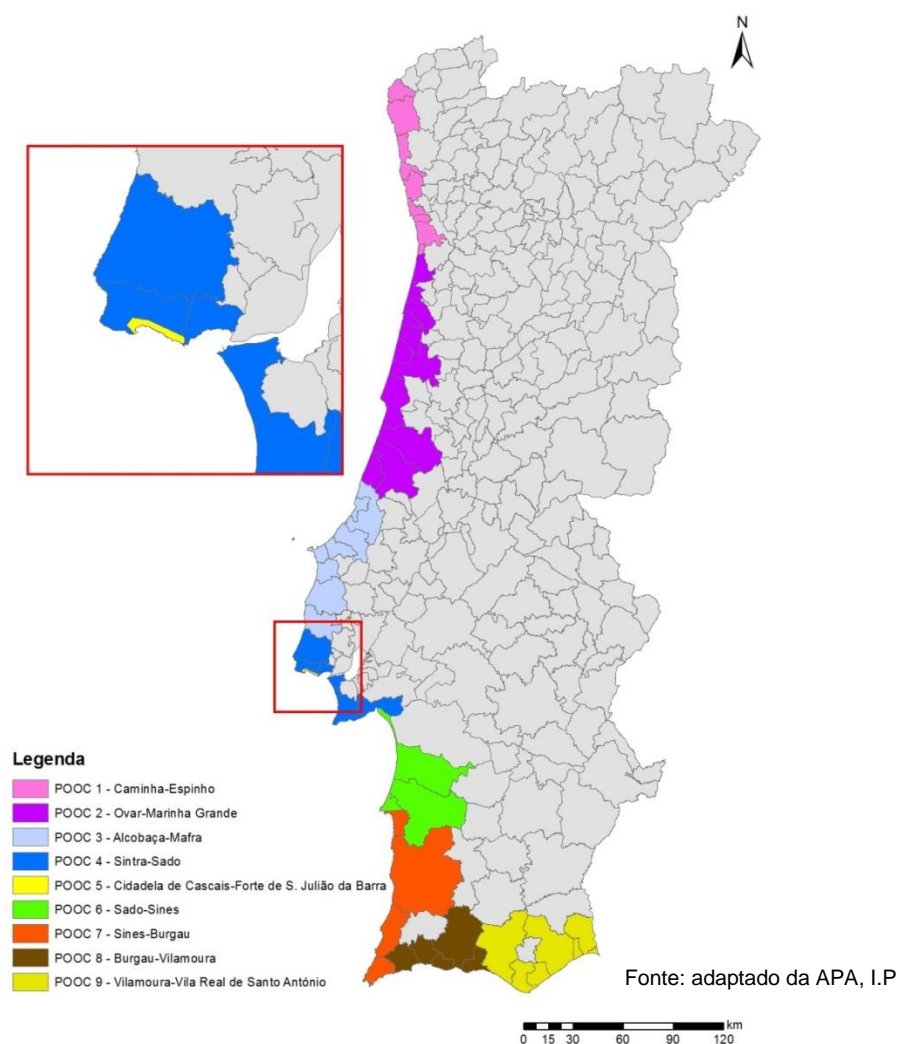 N
Legenda
POOC 1 - Caminha-Espinho
POOC 2 - Ovar-Marinha Grande
POOC 3 - Alcobaça-Mafra
POOC 4 - Sintra-Sado
POOC 5 - Cidadela de Cascais-Forte de S. Julião da Barra
POOC 6 - Sado-Sines
POOC 7 - Sines-Burgau
POOC 8 - Burgau-Vilamoura
POOC 9 - Vilamoura-Vila Real de Santo António
Fonte: adaptado da APA, I.P
km
0 15 30 60 90 120